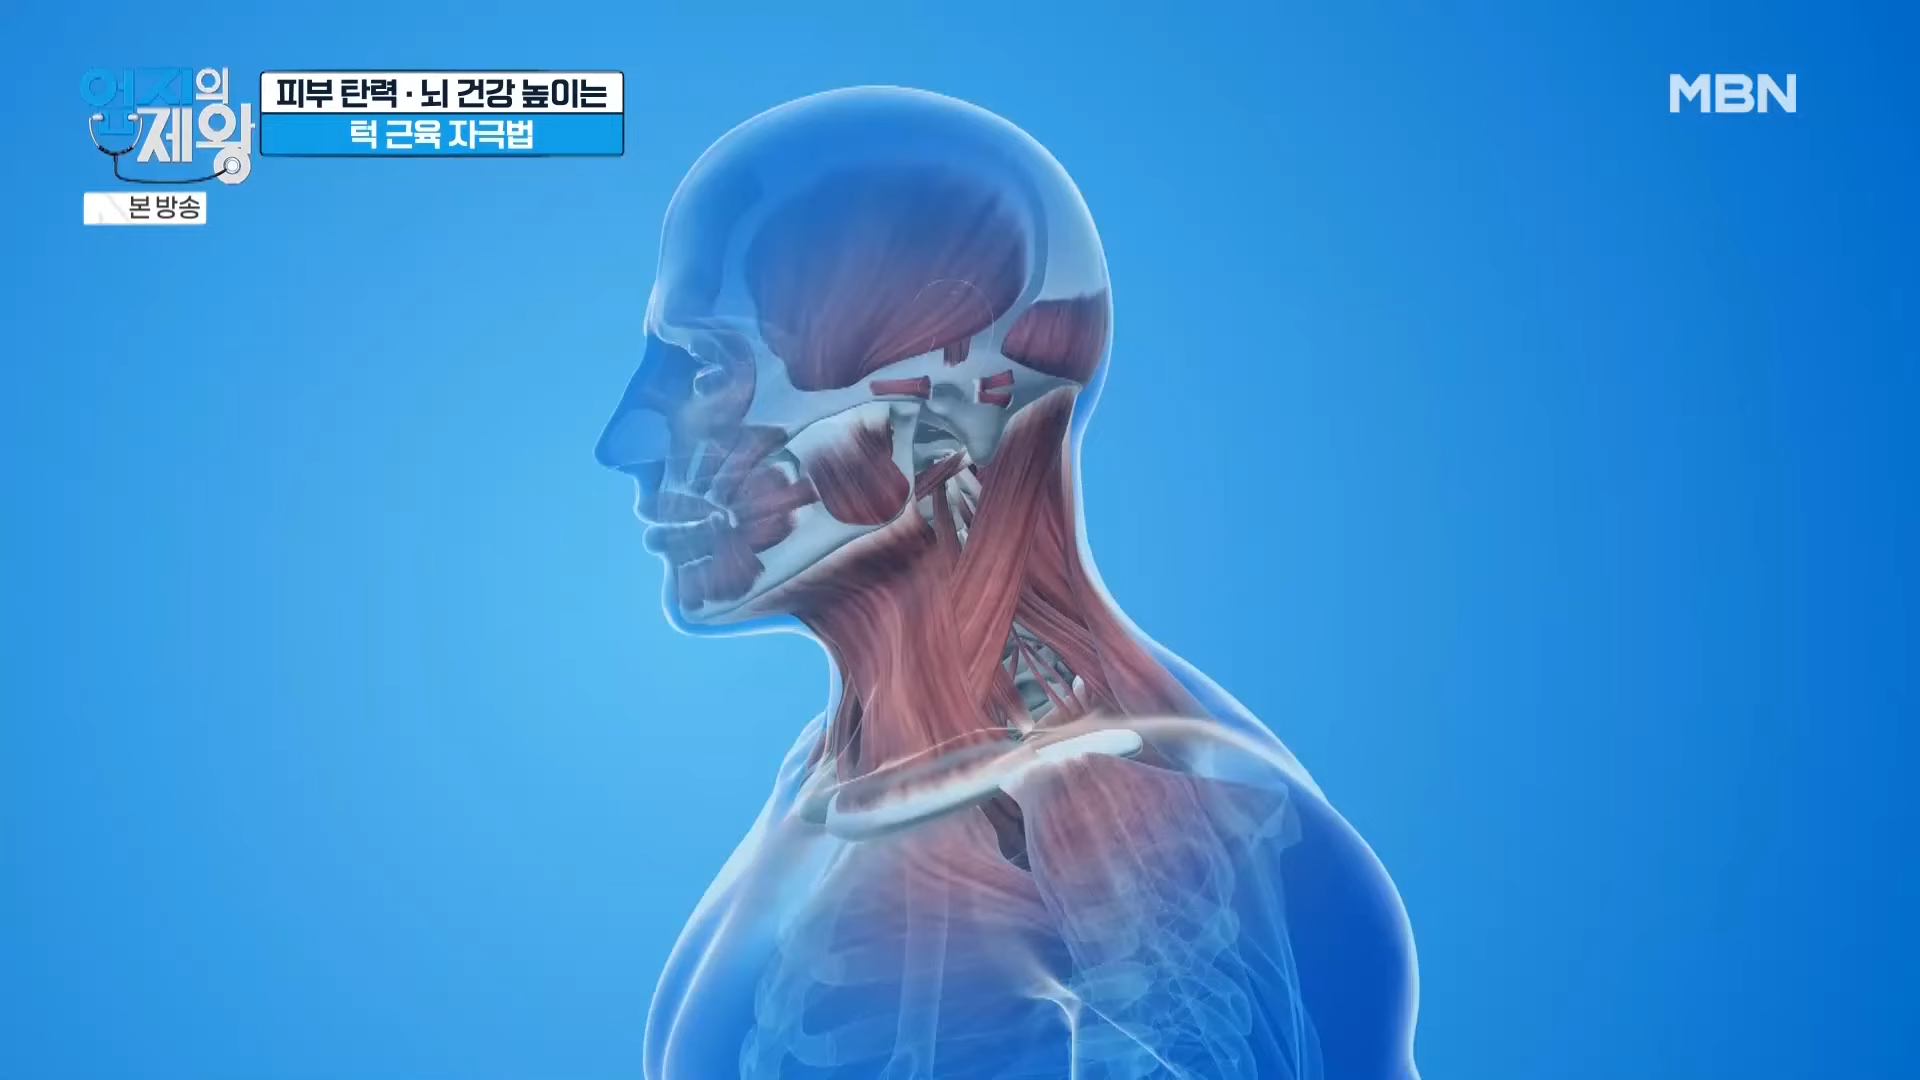 엄지의
제왕
피부 탄력·뇌 건강 높이는
턱 근육 자극법
본방송
MBN